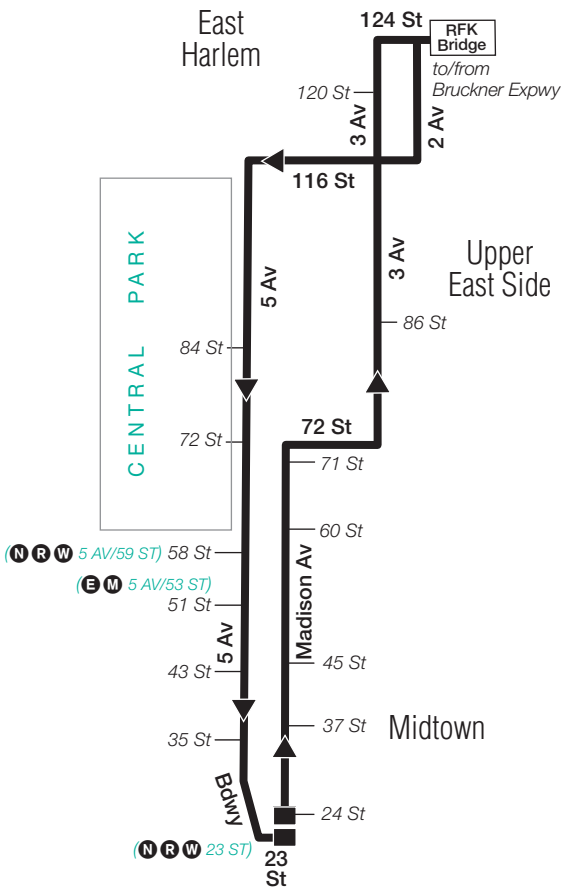 East
Harlem
124 St
RFK
Bridge
to/from
Bruckner Expwy
120 St
3 Av
2 Av
116 St
CENTRAL PARK
5 Av
3 Av
Upper
East Side
86 St
84 St
72 St
72 St
71 St
60 St
(N R W 5 AV/59 ST) 58 St
(E M 5 AV/53 ST)
51 St
5 Av
Madison Av
43 St
45 St
35 St
37 St
Midtown
Bdwy
24 St
(N R W 23 ST)
23
St